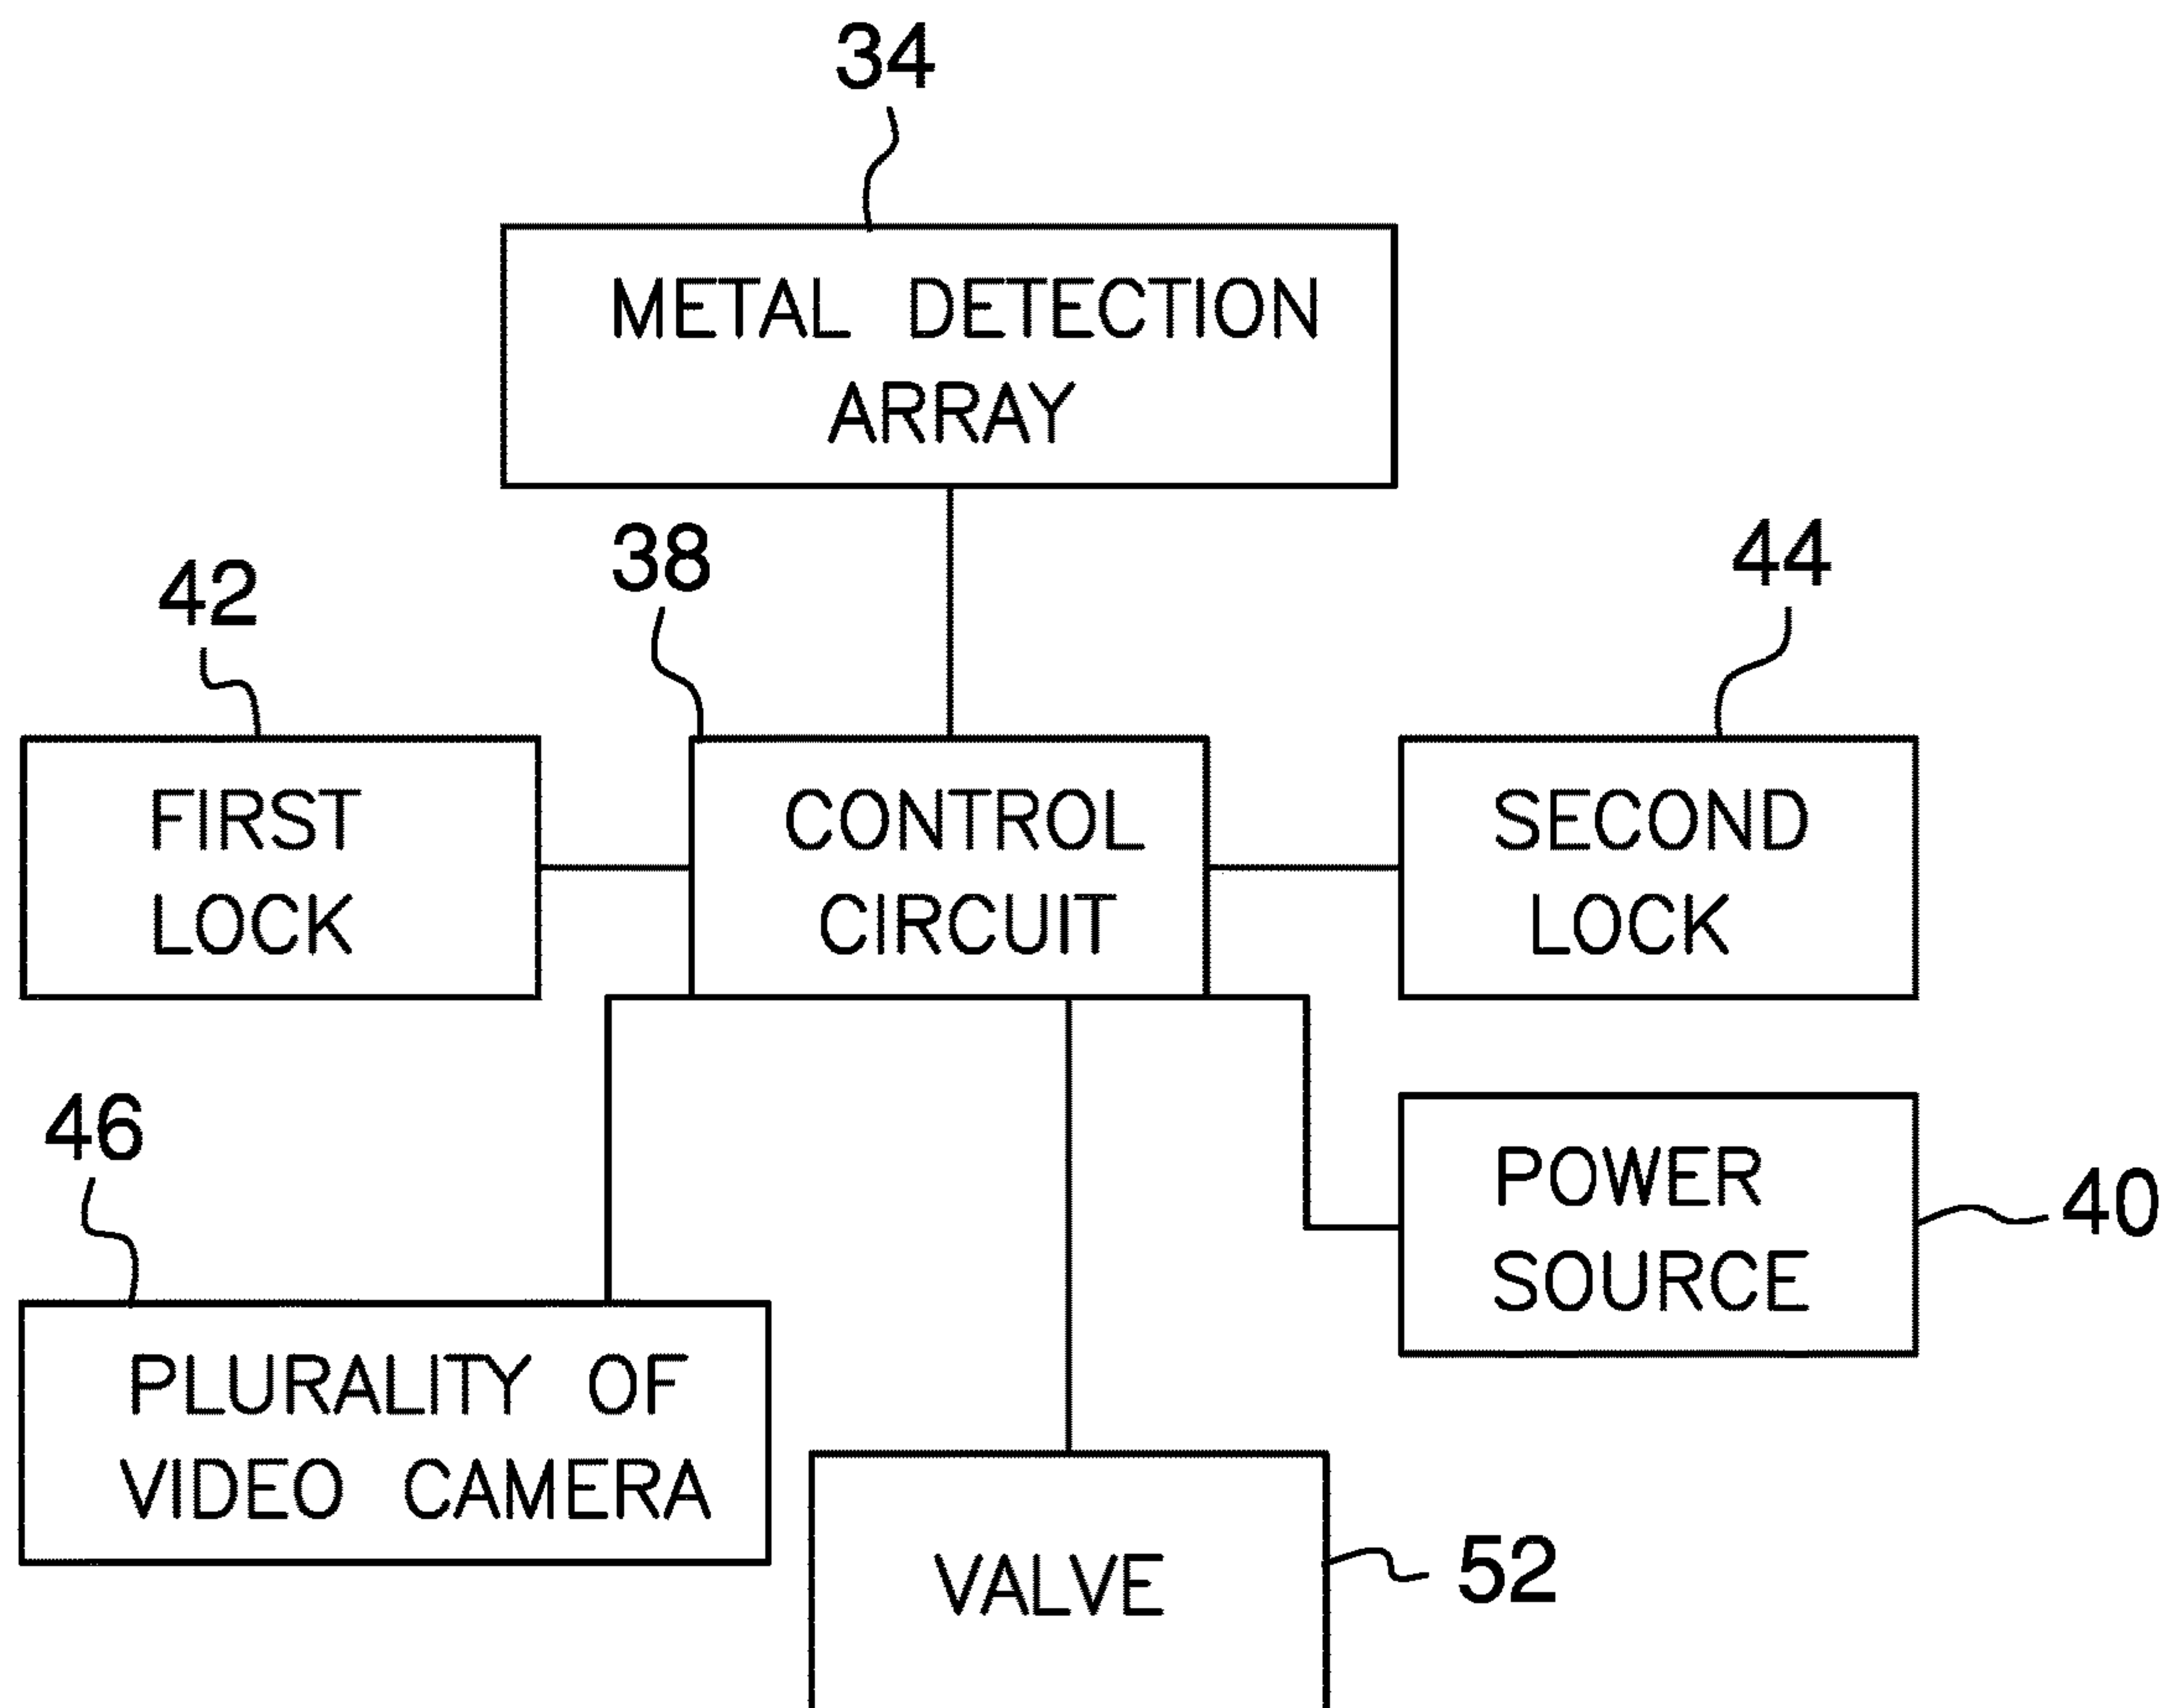 34
METAL DETECTION
ARRAY
42
38
44
FIRST
LOCK
CONTROL
CIRCUIT
SECOND
LOCK
46
POWER
SOURCE
40
PLURALITY OF
VIDEO CAMERA
VALVE
52